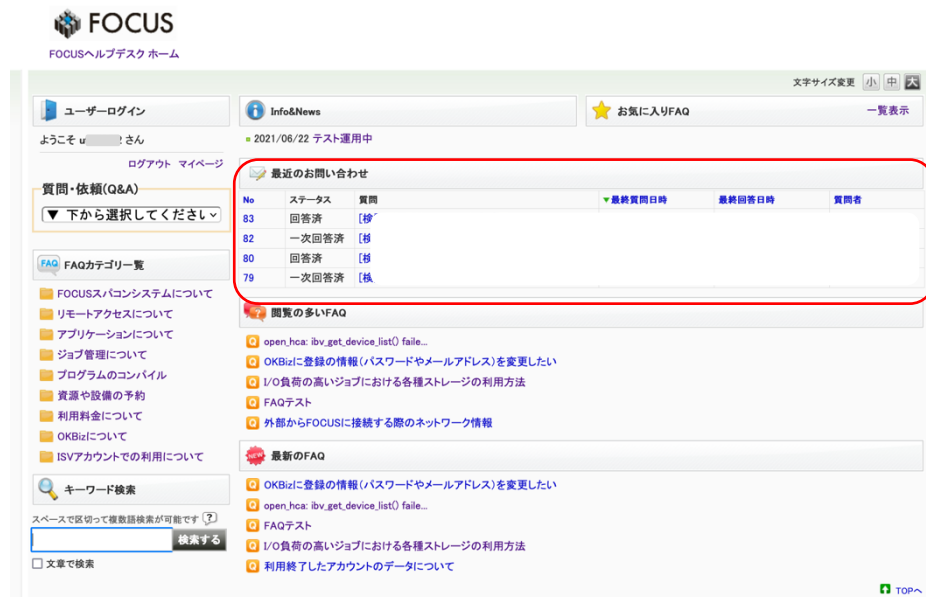 FOCUS
FOCUSヘルプデスク ホーム
文字サイズ変更 小 中 大
ユーザーログイン
ようこそ u さん
ログアウト マイページ
質問・依頼(Q&A)
▼ 下から選択してください
FAQ FAQカテゴリ一覧
FOCUSスパコンシステムについて
リモートアクセスについて
アプリケーションについて
ジョブ管理について
プログラムのコンパイル
資源や設備の予約
利用料金について
OKBizについて
ISVアカウントでの利用について
キーワード検索
スペースで区切って複数語検索が可能です ?
検索する
文章で検索
Info&News
2021/06/22 テスト運用中
お気に入りFAQ 一覧表示
最近のお問い合わせ
No ステータス 質問 ▼最終質問日時 最終回答日時 質問者
83 回答済 [検
82 一次回答済 [
80 回答済 [
79 一次回答済 [検
閲覧の多いFAQ
Q open_hca: ibv_get_device_list() faile...
Q OKBizに登録の情報(パスワードやメールアドレス)を変更したい
Q I/O負荷の高いジョブにおける各種ストレージの利用方法
Q FAQテスト
Q 外部からFOCUSに接続する際のネットワーク情報
NEW 最新のFAQ
Q OKBizに登録の情報(パスワードやメールアドレス)を変更したい
Q open_hca: ibv_get_device_list() faile...
Q FAQテスト
Q I/O負荷の高いジョブにおける各種ストレージの利用方法
Q 利用終了したアカウントのデータについて
TOPへ